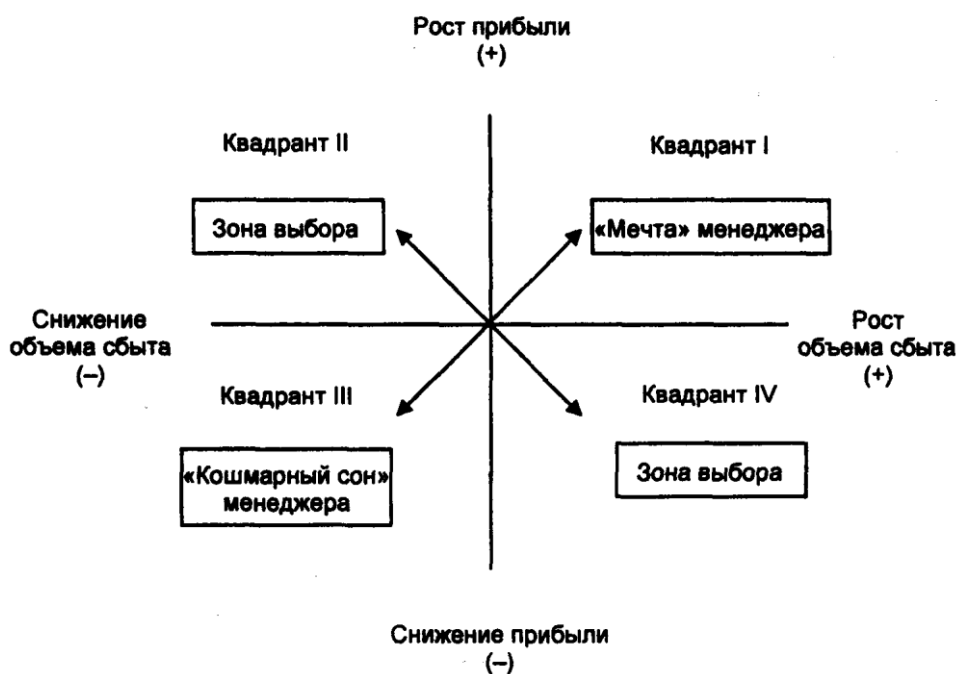 Рост прибыли
(+)
Квадрант II
Квадрант I
Зона выбора
«Мечта» менеджера
Снижение
объема сбыта
(–)
Рост
объема сбыта
(+)
Квадрант III
Квадрант IV
«Кошмарный сон»
менеджера
Зона выбора
Снижение прибыли
(–)